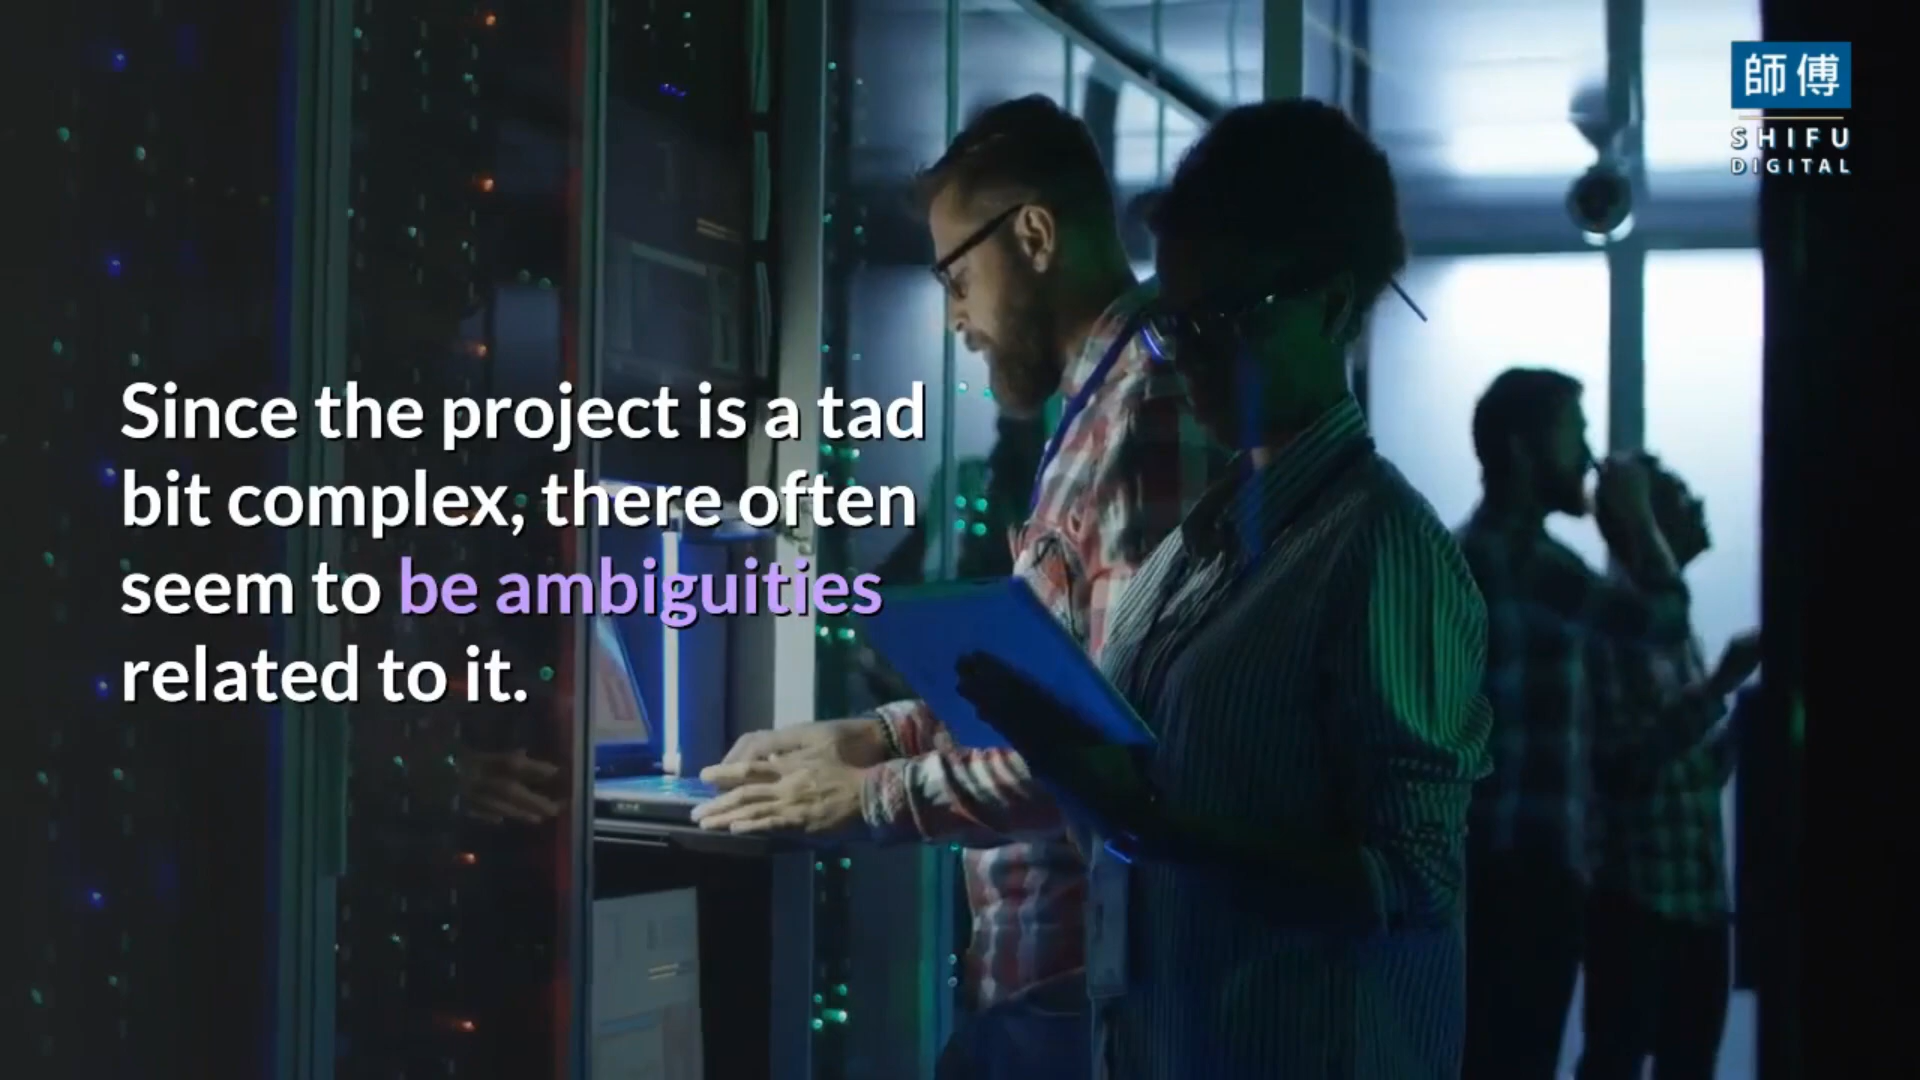 師傅
SHIFU
DIGITAL
Since the project is a tad
bit complex, there often
seem to be ambiguities
related to it.